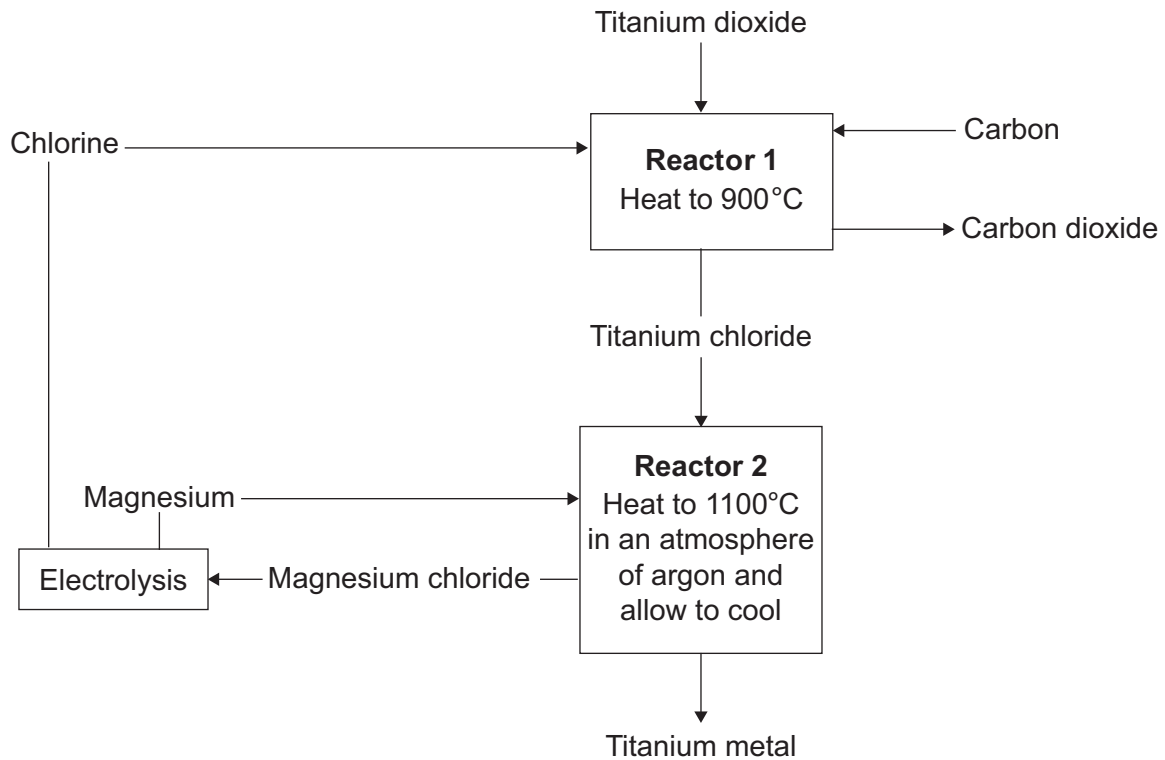 Titanium dioxide
Chlorine
Carbon
Reactor 1
Heat to 900°C
Carbon dioxide
Titanium chloride
Reactor 2
Heat to 1100°C
in an atmosphere
of argon and
allow to cool
Magnesium
Electrolysis
Magnesium chloride
Titanium metal